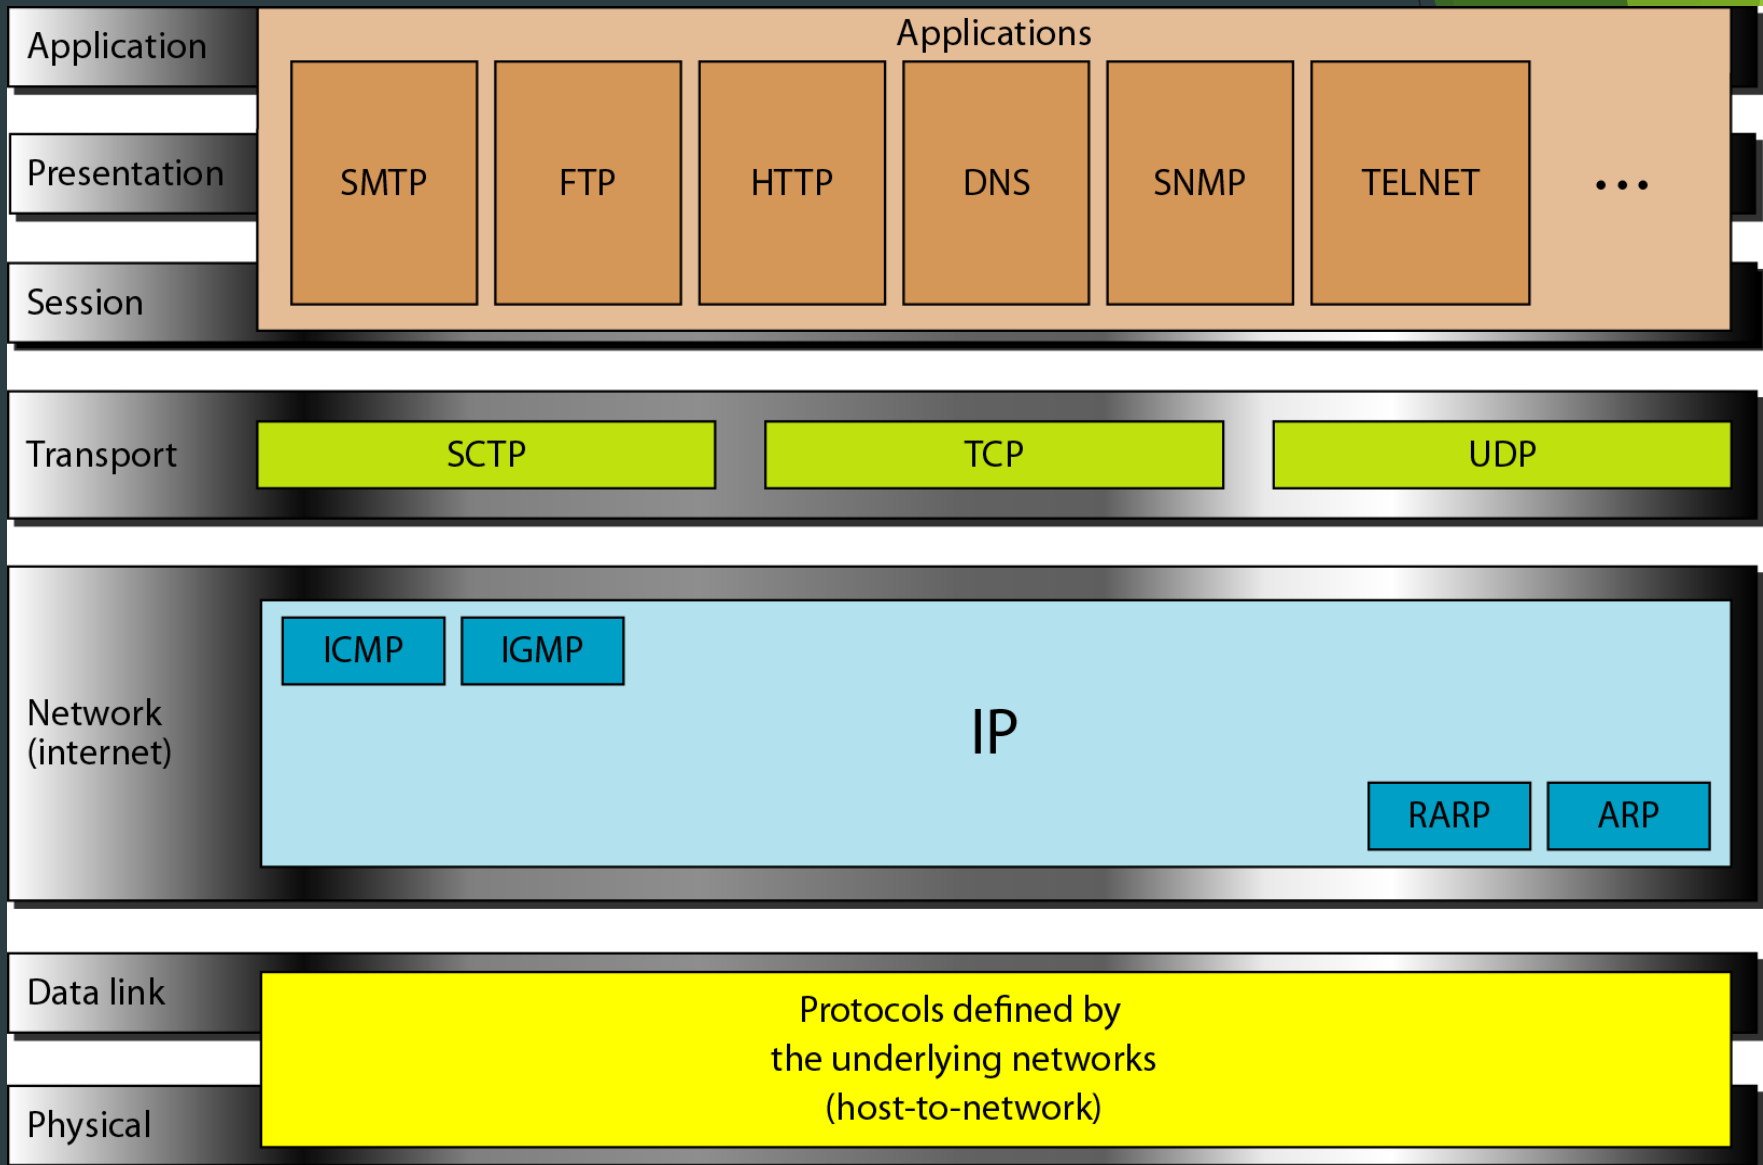 Application
Applications
Presentation
SMTP
FTP
HTTP
DNS
SNMP
TELNET
...
Session
Transport
SCTP
TCP
UDP
ICMP
IGMP
Network
(internet)
IP
RARP
ARP
Data link
Protocols defined by
the underlying networks
(host-to-network)
Physical